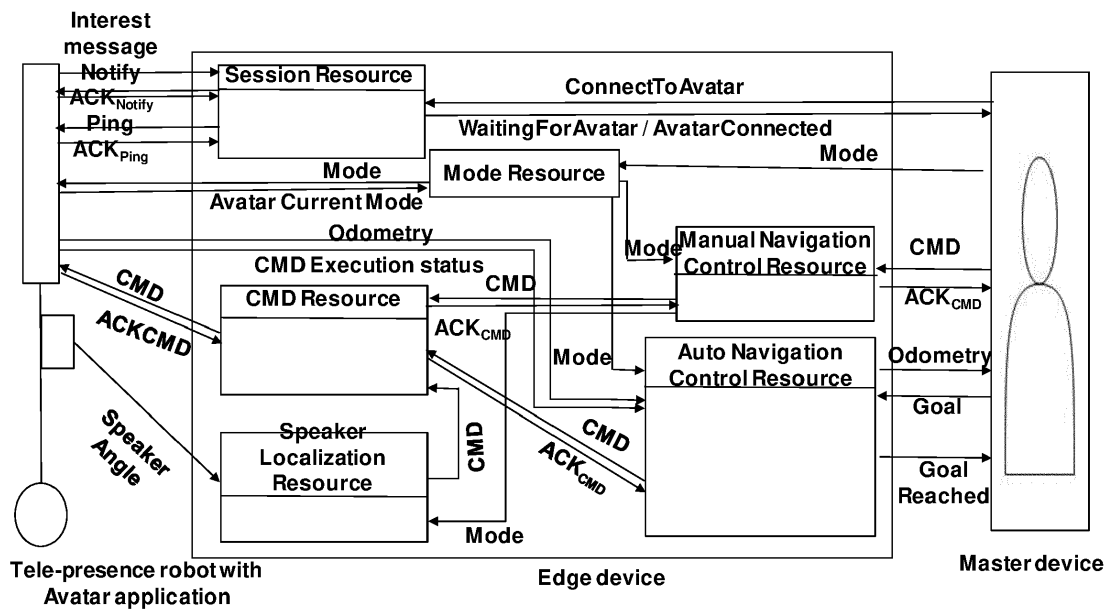 Interest
message
Notify
ACKNotify
Ping
ACKPing
Session Resource
ConnectToAvatar
WaitingForAvatar / AvatarConnected
Mode
Mode Resource
Mode
Avatar Current Mode
Odometry
CMD Execution status
Mode
Manual Navigation
Control Resource
CMD
ACKCMD
CMD
ACKCMD
CMD Resource
CMD
ACKCMD
Mode
Auto Navigation
Control Resource
Odometry
Goal
Goal
Reached
Speaker
Angle
Speaker
Localization
Resource
CMD
CMD
ACKCMD
Mode
Tele-presence robot with
Avatar application
Edge device
Master device